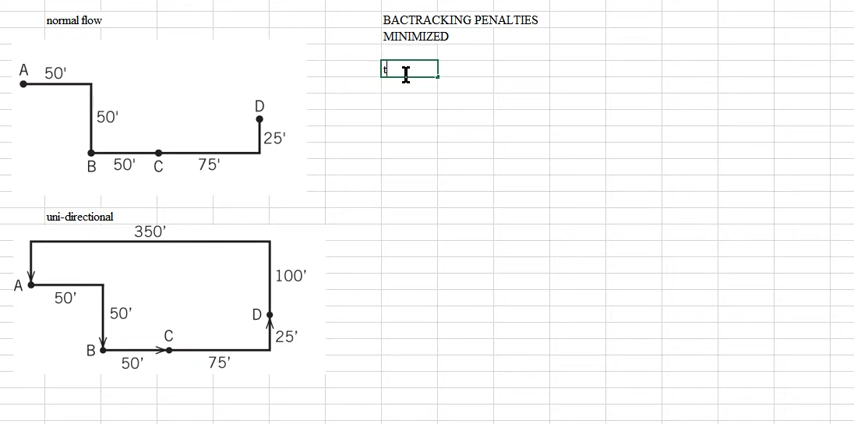 normal flow
BACTRACKING PENALTIES
MINIMIZED
t
A 50'
50'
D
25'
B 50' C 75'
uni-directional
350'
100'
A
50'
50'
D
C
25'
B
50' 75'